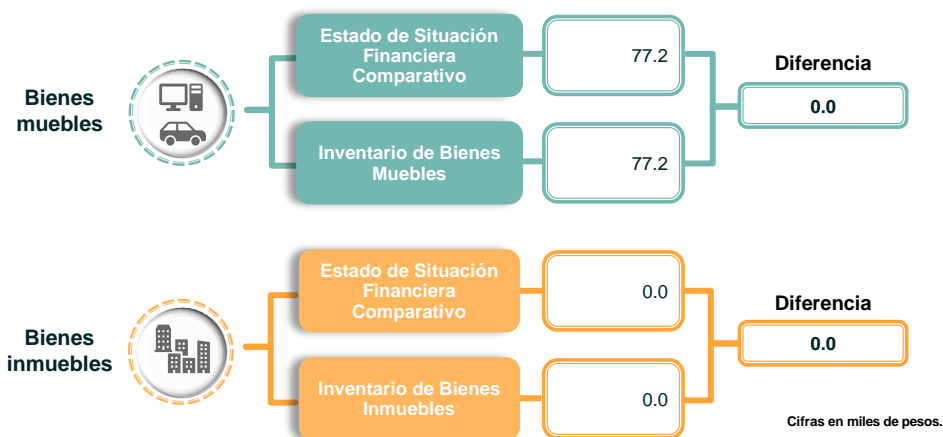 Bienes
muebles
Estado de Situación
Financiera
Comparativo
77.2
Inventario de Bienes
Muebles
77.2
Diferencia
0.0
Bienes
inmuebles
Estado de Situación
Financiera
Comparativo
0.0
Inventario de Bienes
Inmuebles
0.0
Diferencia
0.0
Cifras en miles de pesos.